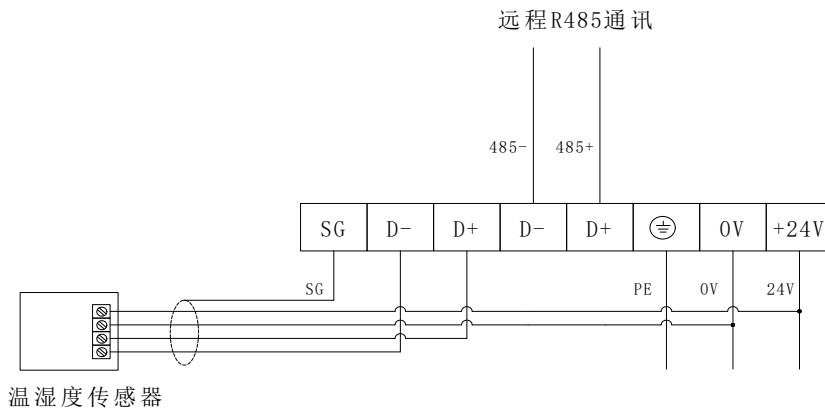 远程R485通讯
485- 485+
SG D- D+ D- D+ 0V +24V
SG PE 0V 24V
温湿度传感器